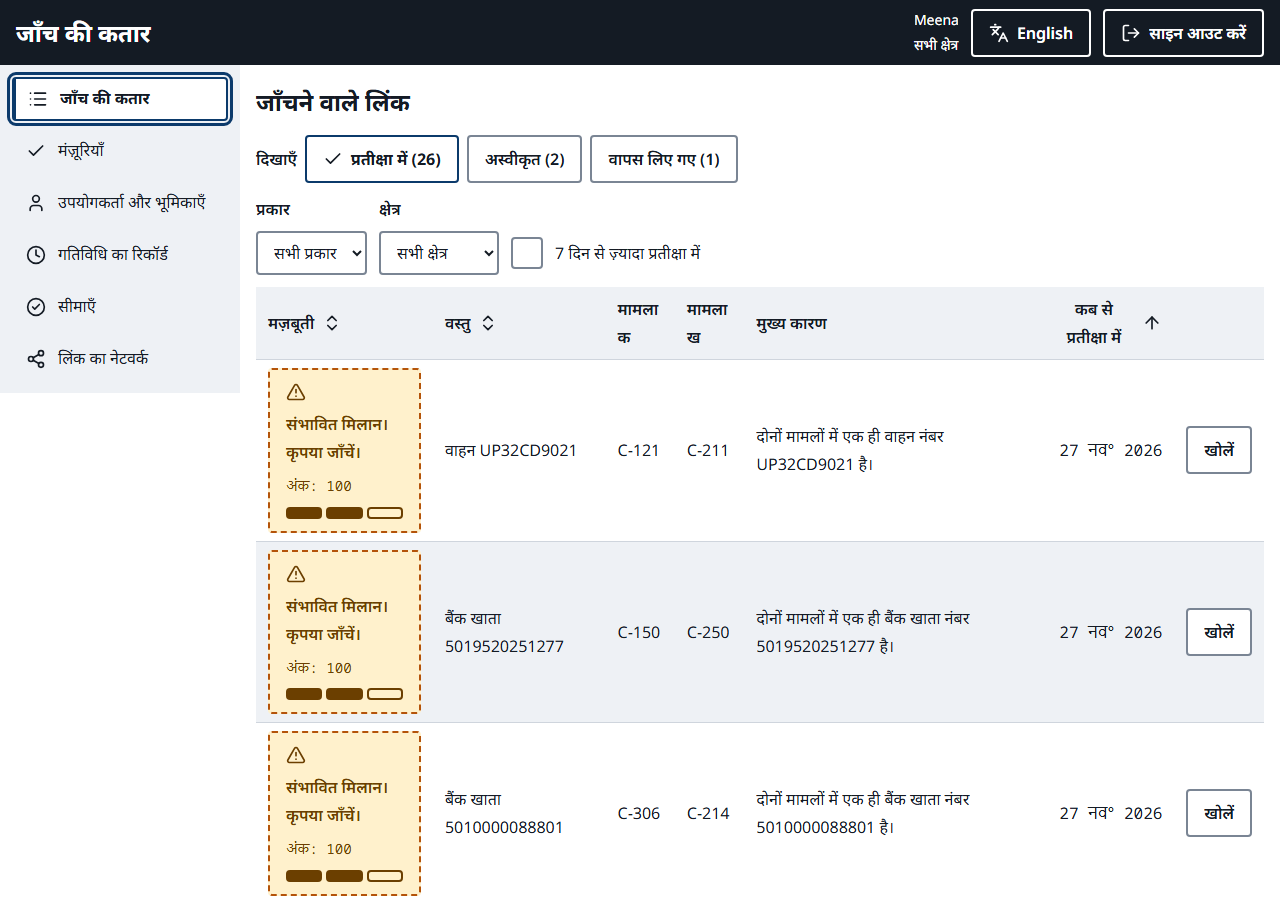 जाँच की कतार
Meena
सभी क्षेत्र
English
साइन आउट करें
जाँच की कतार
मंज़ूरियाँ
उपयोगकर्ता और भूमिकाएँ
गतिविधि का रिकॉर्ड
सीमाएँ
लिंक का नेटवर्क
जाँचने वाले लिंक
दिखाएँ
प्रतीक्षा में (26)
अस्वीकृत (2)
वापस लिए गए (1)
प्रकार
क्षेत्र
सभी प्रकार
सभी क्षेत्र
7 दिन से ज़्यादा प्रतीक्षा में
मज़बूती
वस्तु
मामला
क
मामला
ख
मुख्य कारण
कब से
प्रतीक्षा में
संभावित मिलान।
कृपया जाँचें।
अंक: 100
वाहन UP32CD9021
C-121
C-211
दोनों मामलों में एक ही वाहन नंबर
UP32CD9021 है।
27 नव॰ 2026
खोलें
संभावित मिलान।
कृपया जाँचें।
अंक: 100
बैंक खाता
5019520251277
C-150
C-250
दोनों मामलों में एक ही बैंक खाता नंबर
5019520251277 है।
27 नव॰ 2026
खोलें
संभावित मिलान।
कृपया जाँचें।
अंक: 100
बैंक खाता
5010000088801
C-306
C-214
दोनों मामलों में एक ही बैंक खाता नंबर
5010000088801 है।
27 नव॰ 2026
खोलें